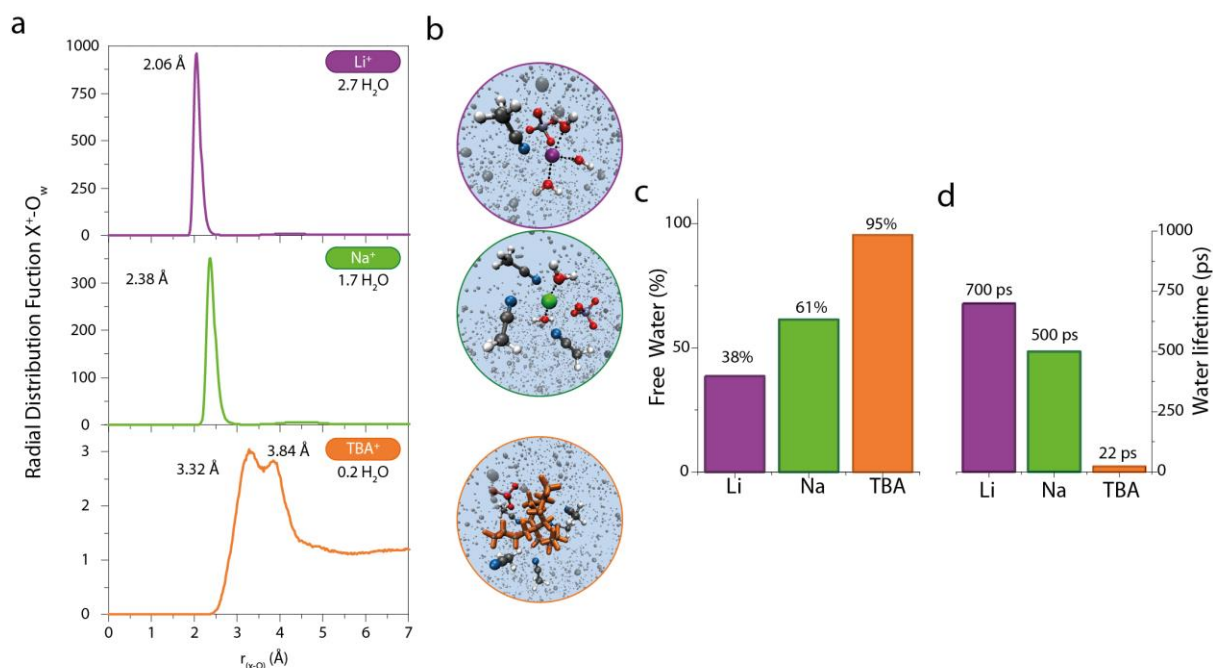 a
Radial Distribution Fuction X⁺-O_w
1000
750
500
250
0
2.06 Å
Li⁺
2.7 H₂O
300
200
100
0
2.38 Å
Na⁺
1.7 H₂O
3
2
1
0
3.32 Å
3.84 Å
TBA⁺
0.2 H₂O
0 1 2 3 4 5 6 7
r₍ₓ₋O₎ (Å)
b
c
Free Water (%)
100%
50%
0
38%
61%
95%
Li Na TBA
d
700 ps
500 ps
22 ps
Li Na TBA
1000
750
500
250
0
Water lifetime (ps)